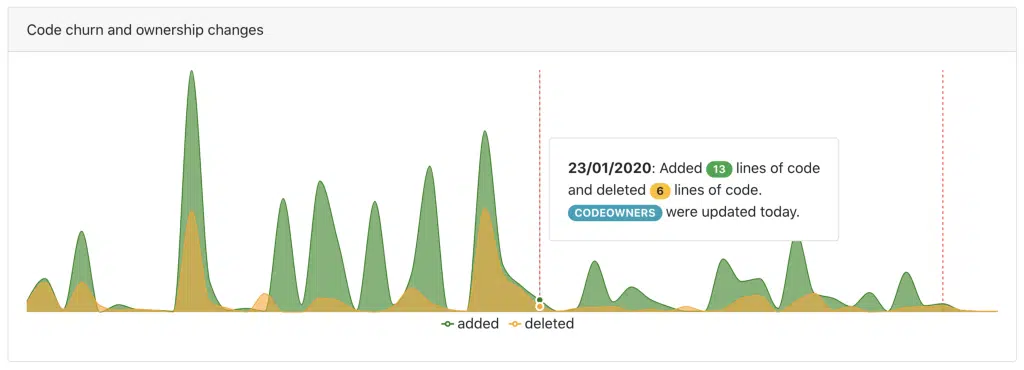 Code churn and ownership changes
23/01/2020: Added 13 lines of code
and deleted 6 lines of code.
CODEOWNERS were updated today.
added deleted